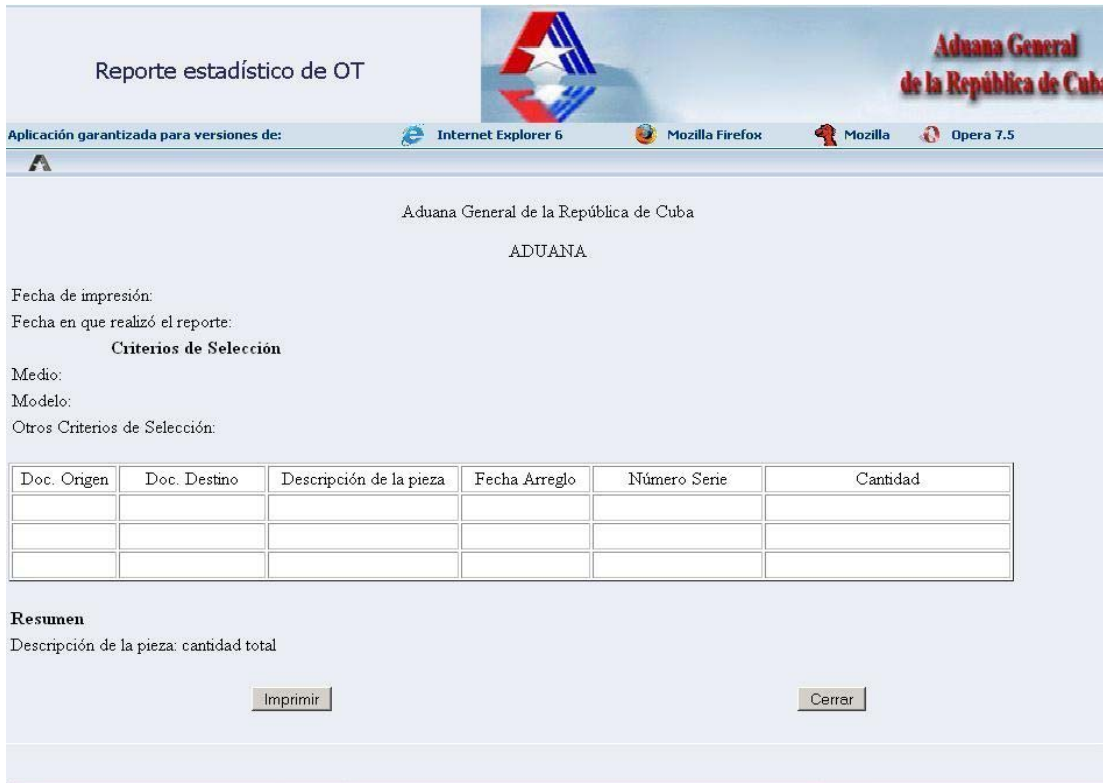 Reporte estadístico de OT
Aduana General
de la República de Cuba
Aplicación garantizada para versiones de: Internet Explorer 6 Mozilla Firefox Mozilla Opera 7.5
Aduana General de la República de Cuba
ADUANA
Fecha de impresión:
Fecha en que realizó el reporte:
Criterios de Selección
Medio:
Modelo:
Otros Criterios de Selección:
Doc. Origen Doc. Destino Descripción de la pieza Fecha Arreglo Número Serie Cantidad
Resumen
Descripción de la pieza: cantidad total
Imprimir Cerrar